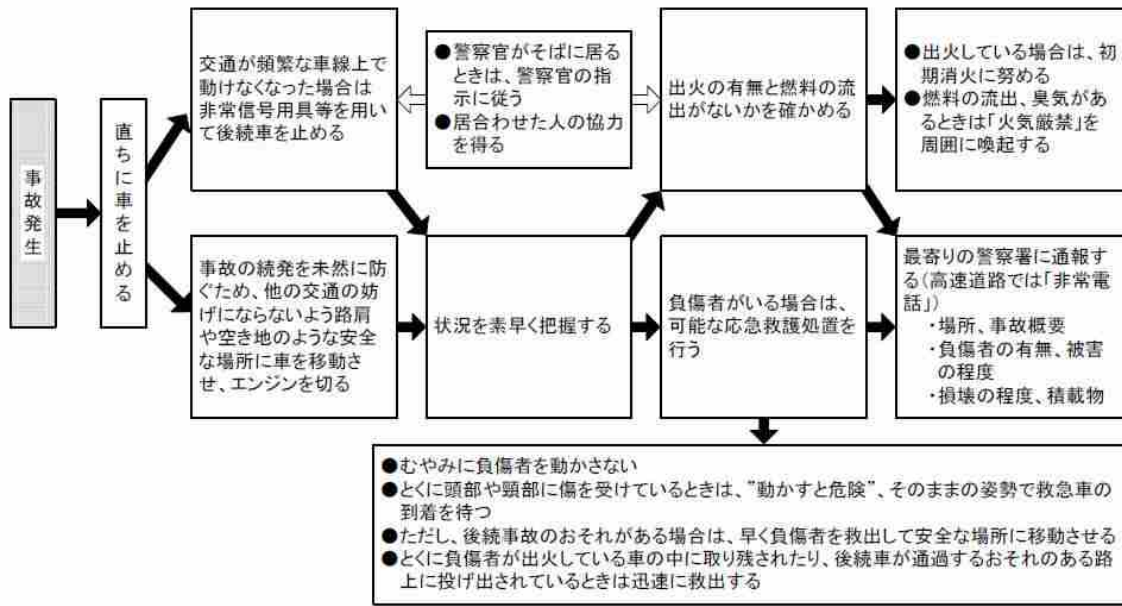 事故発生
直ちに車を止める
交通が頻繁な車線上で
動けなくなった場合は
非常信号用具等を用い
て後続車を止める
●警察官がそばに居る
ときは、警察官の指
示に従う
●居合わせた人の協力
を得る
出火の有無と燃料の流
出がないかを確かめる
●出火している場合は、初
期消火に努める
●燃料の流出、臭気があ
るときは「火気厳禁」を
周囲に喚起する
事故の続発を未然に防
ぐため、他の交通の妨
げにならないよう路肩
や空き地のような安全
な場所に車を移動さ
せ、エンジンを切る
状況を素早く把握する
負傷者がいる場合は、
可能な応急救護処置を
行う
最寄りの警察署に通報す
る(高速道路では「非常電
話」)
・場所、事故概要
・負傷者の有無、被害
の程度
・損壊の程度、積載物
●むやみに負傷者を動かさない
●とくに頭部や頸部に傷を受けているときは、”動かすと危険”、そのままの姿勢で救急車の
到着を待つ
●ただし、後続事故のおそれがある場合は、早く負傷者を救出して安全な場所に移動させる
●とくに負傷者が出火している車の中に取り残されたり、後続車が通過するおそれのある路
上に投げ出されているときは迅速に救出する